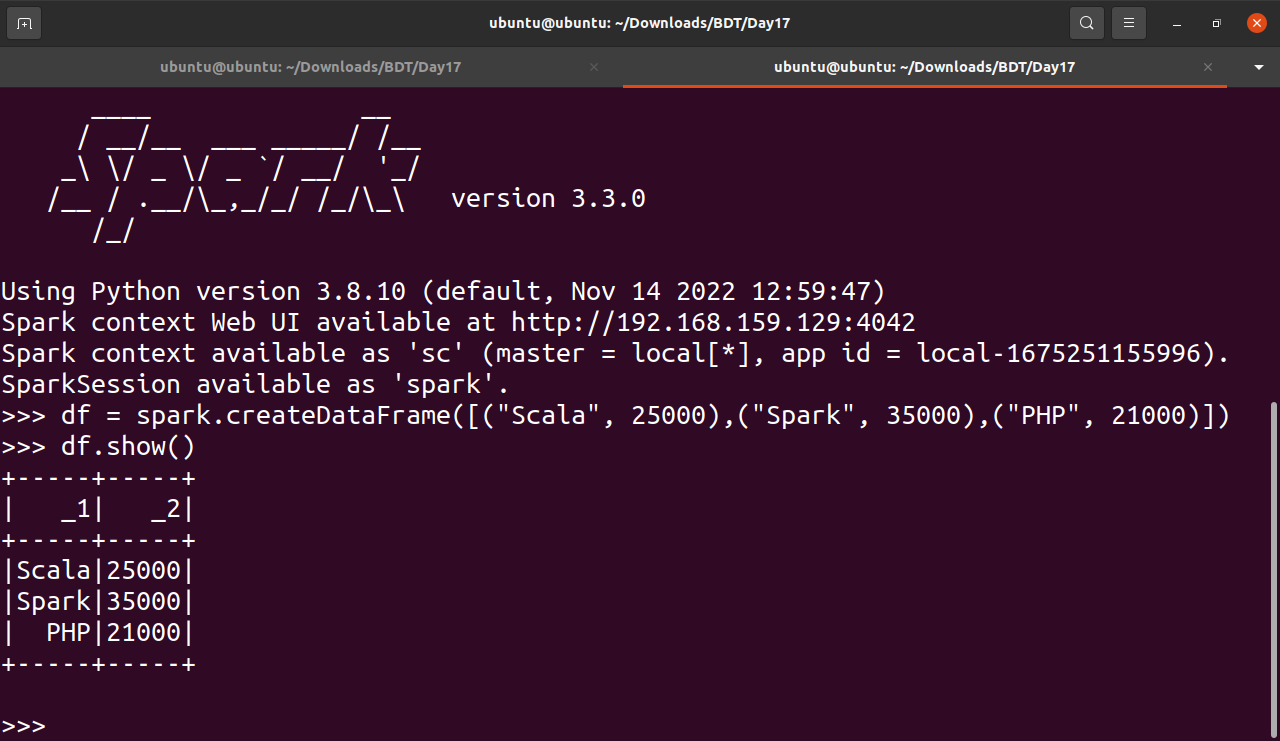 ubuntu@ubuntu: ~/Downloads/BDT/Day17
ubuntu@ubuntu: ~/Downloads/BDT/Day17
ubuntu@ubuntu: ~/Downloads/BDT/Day17
      ____              __
     / __/__  ___ _____/ /__
    _\ \/ _ \/ _ `/ __/  '_/
   /__ / .__/\_,_/_/ /_/\_\   version 3.3.0
      /_/
Using Python version 3.8.10 (default, Nov 14 2022 12:59:47)
Spark context Web UI available at http://192.168.159.129:4042
Spark context available as 'sc' (master = local[*], app id = local-1675251155996).
SparkSession available as 'spark'.
>>> df = spark.createDataFrame([("Scala", 25000),("Spark", 35000),("PHP", 21000)])
>>> df.show()
+-----+-----+
|   _1|   _2|
+-----+-----+
|Scala|25000|
|Spark|35000|
|  PHP|21000|
+-----+-----+
>>>